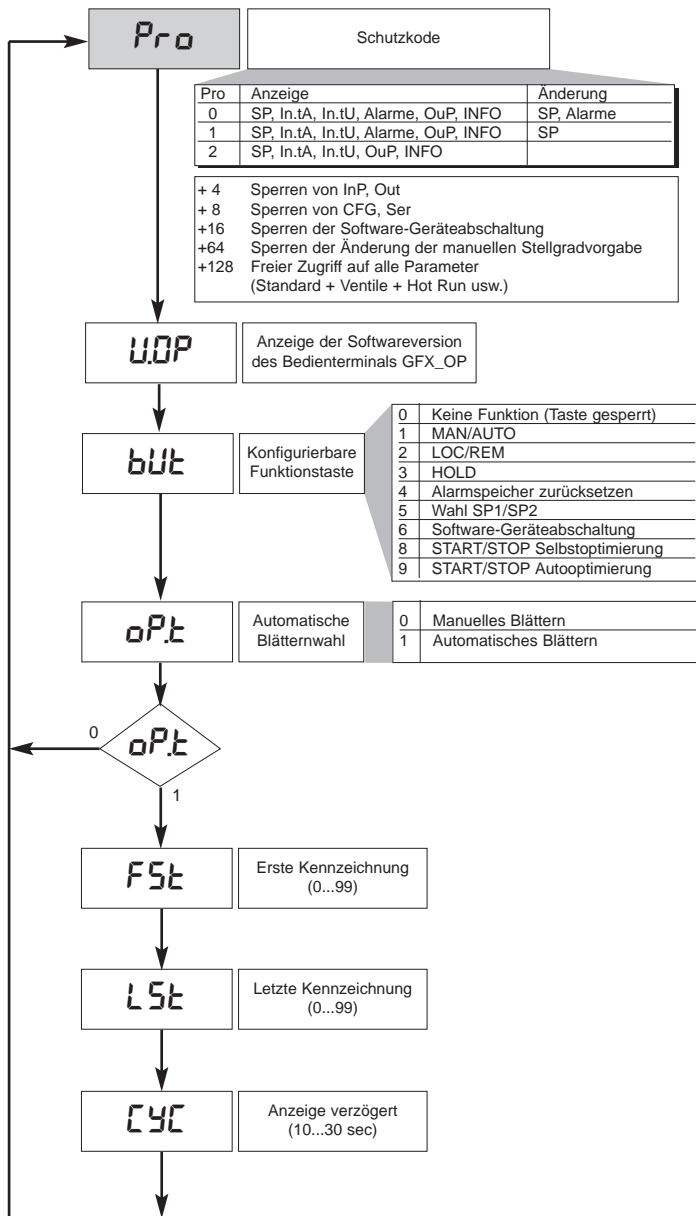 Pro
Schutzkode
Pro Anzeige Änderung
0 SP, In.tA, In.tU, Alarme, OuP, INFO SP, Alarme
1 SP, In.tA, In.tU, Alarme, OuP, INFO SP
2 SP, In.tA, In.tU, OuP, INFO
+ 4 Sperren von InP, Out
+ 8 Sperren von CFG, Ser
+16 Sperren der Software-Geräteabschaltung
+64 Sperren der Änderung der manuellen Stellgradvorgabe
+128 Freier Zugriff auf alle Parameter
(Standard + Ventile + Hot Run usw.)
U.OP
Anzeige der Softwareversion
des Bedienterminals GFX_OP
bUt
Konfigurierbare
Funktionstaste
0 Keine Funktion (Taste gesperrt)
1 MAN/AUTO
2 LOC/REM
3 HOLD
4 Alarmspeicher zurücksetzen
5 Wahl SP1/SP2
6 Software-Geräteabschaltung
8 START/STOP Selbstoptimierung
9 START/STOP Autooptimierung
oP.t
Automatische
Blätternwahl
0 Manuelles Blättern
1 Automatisches Blättern
0
oP.t
1
FSt
Erste Kennzeichnung
(0...99)
LSt
Letzte Kennzeichnung
(0...99)
CYC
Anzeige verzögert
(10...30 sec)